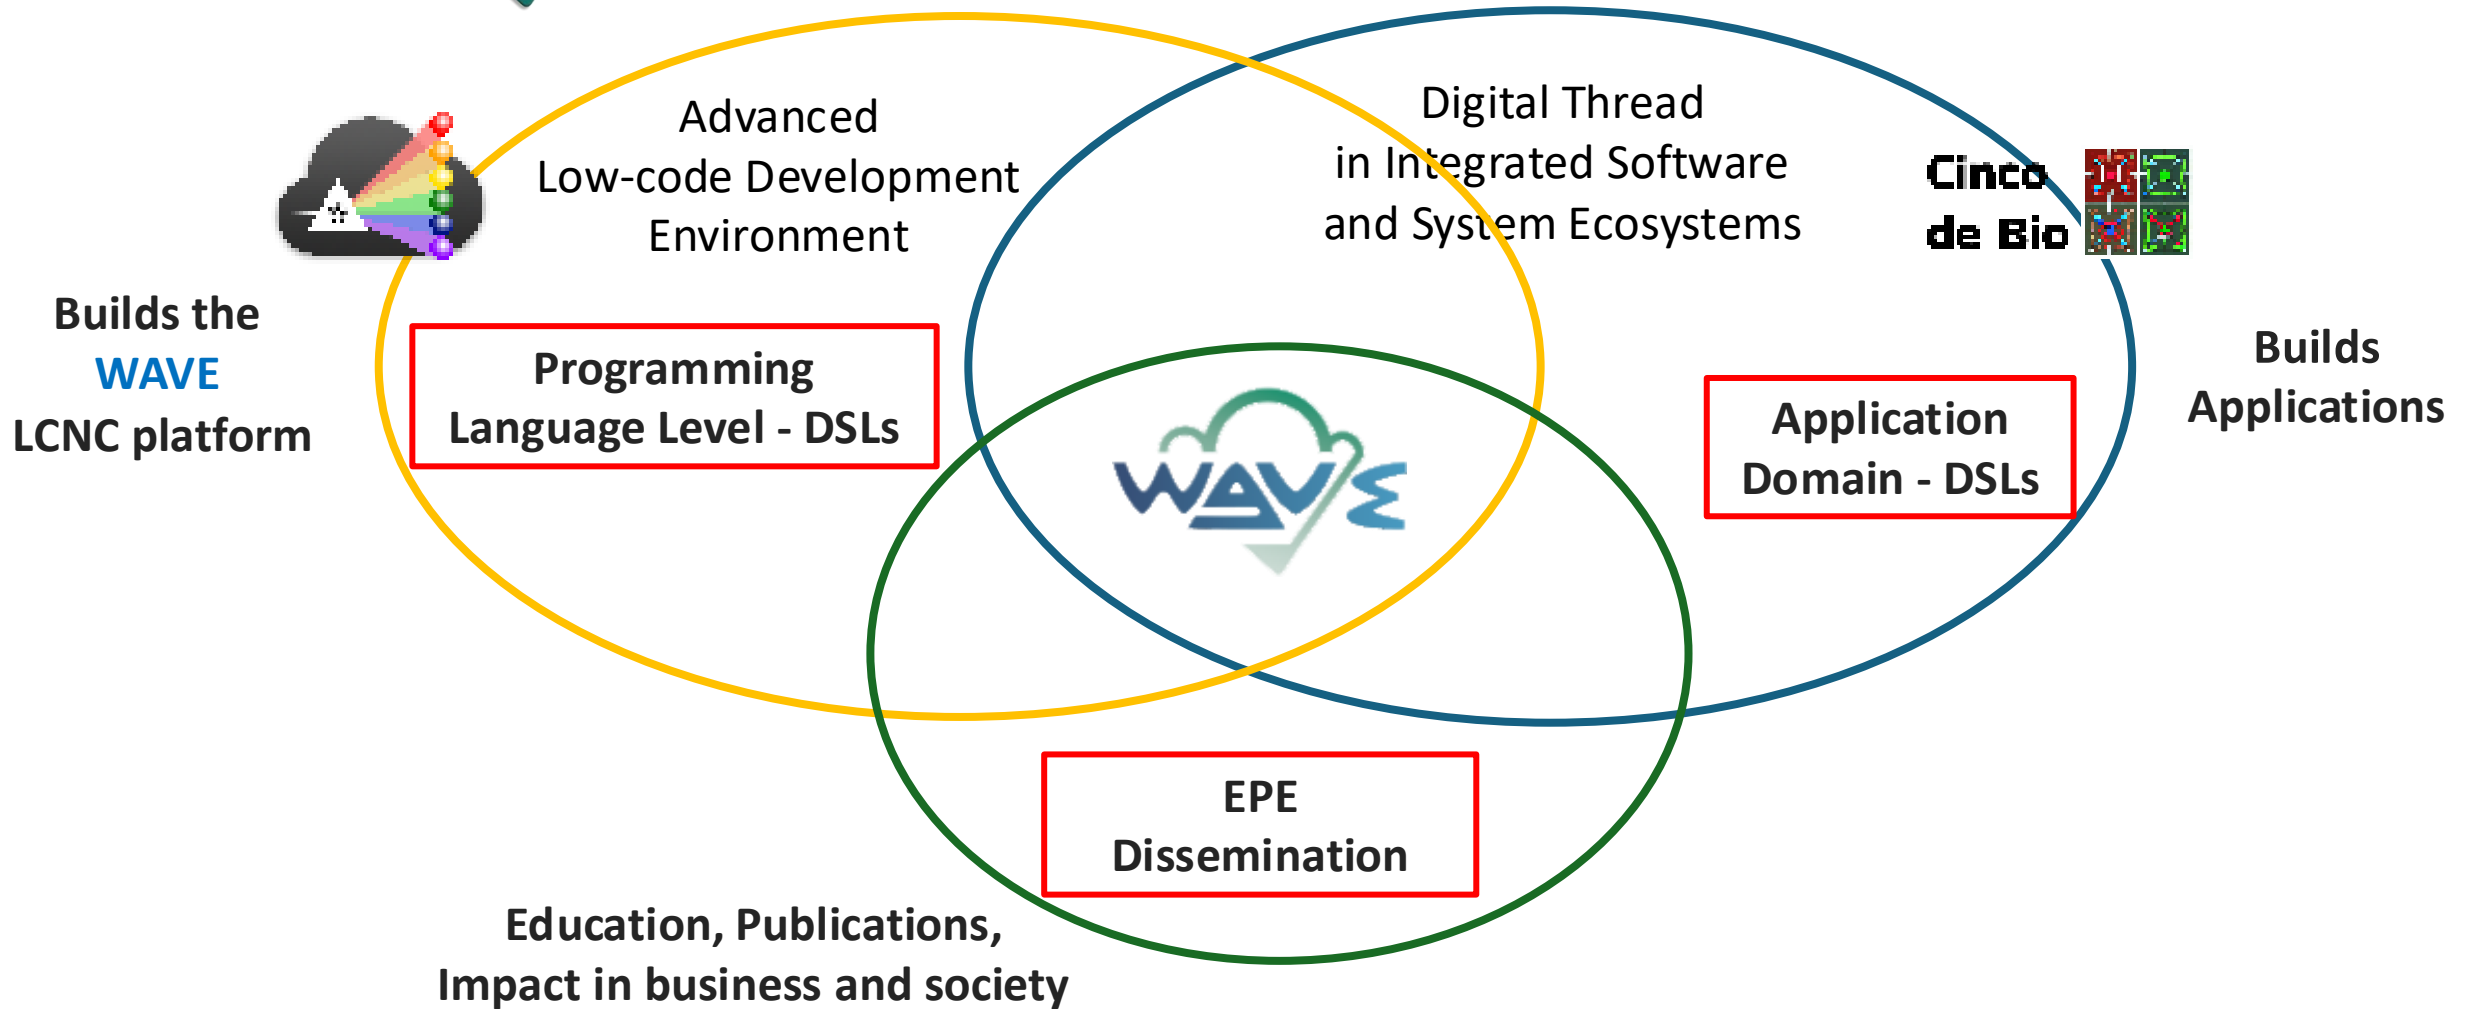 Advanced
Low-code Development
Environment
Digital Thread
in Integrated Software
and System Ecosystems
Cinco
de Bio
Builds the
WAVE
LCNC platform
Programming
Language Level - DSLs
WAVE
Application
Domain - DSLs
Builds
Applications
EPE
Dissemination
Education, Publications,
Impact in business and society